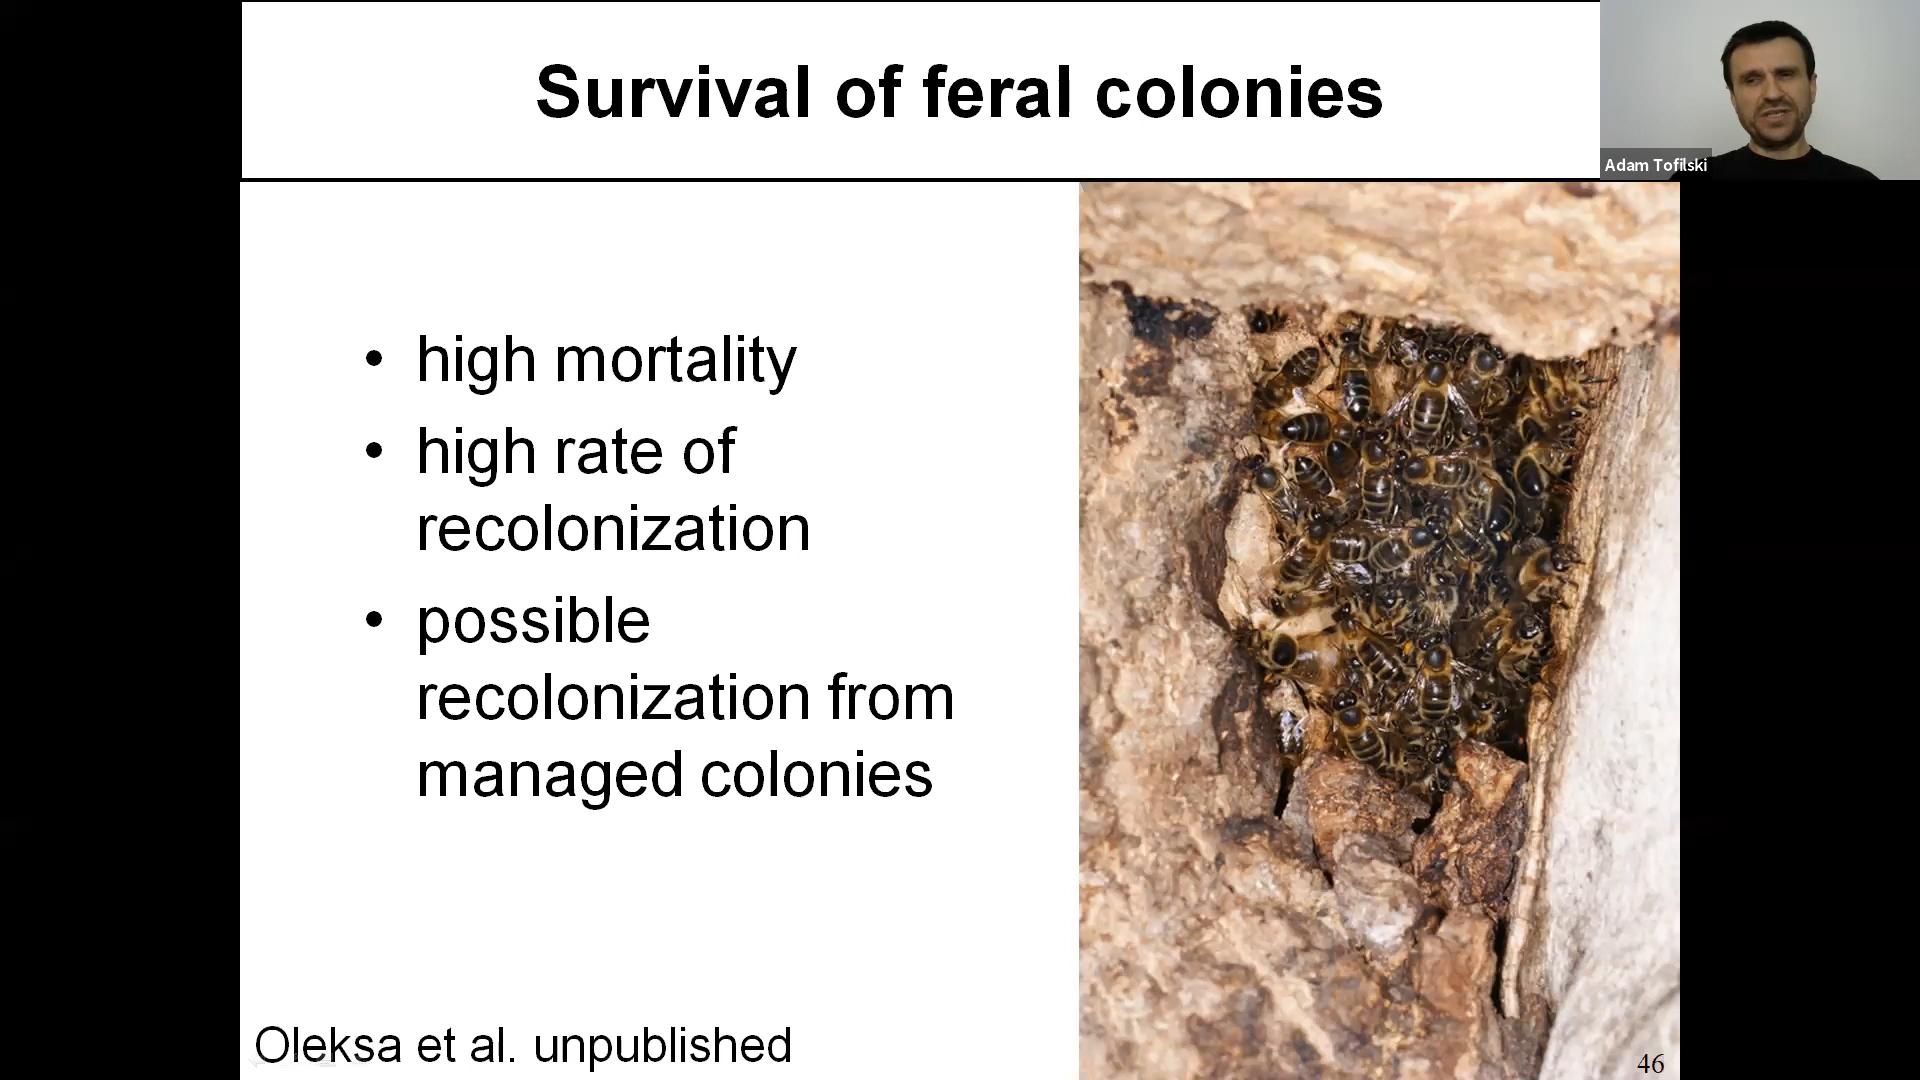 Survival of feral colonies
Adam Tofilski
• high mortality
• high rate of
recolonization
• possible
recolonization from
managed colonies
Oleksa et al. unpublished
46